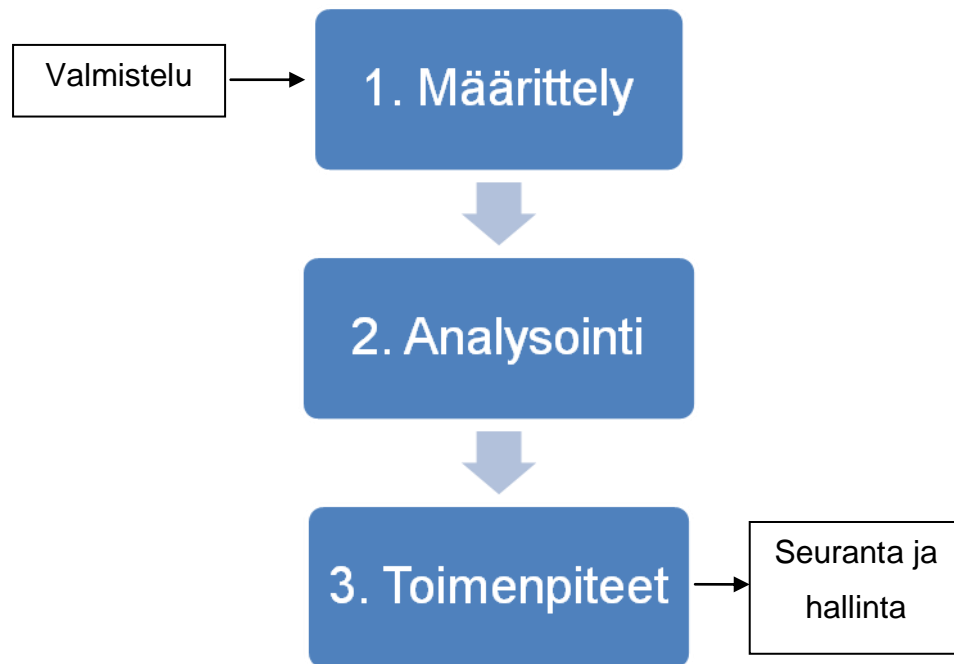 Valmistelu
1. Määrittely
2. Analysointi
3. Toimenpiteet
Seuranta ja
hallinta